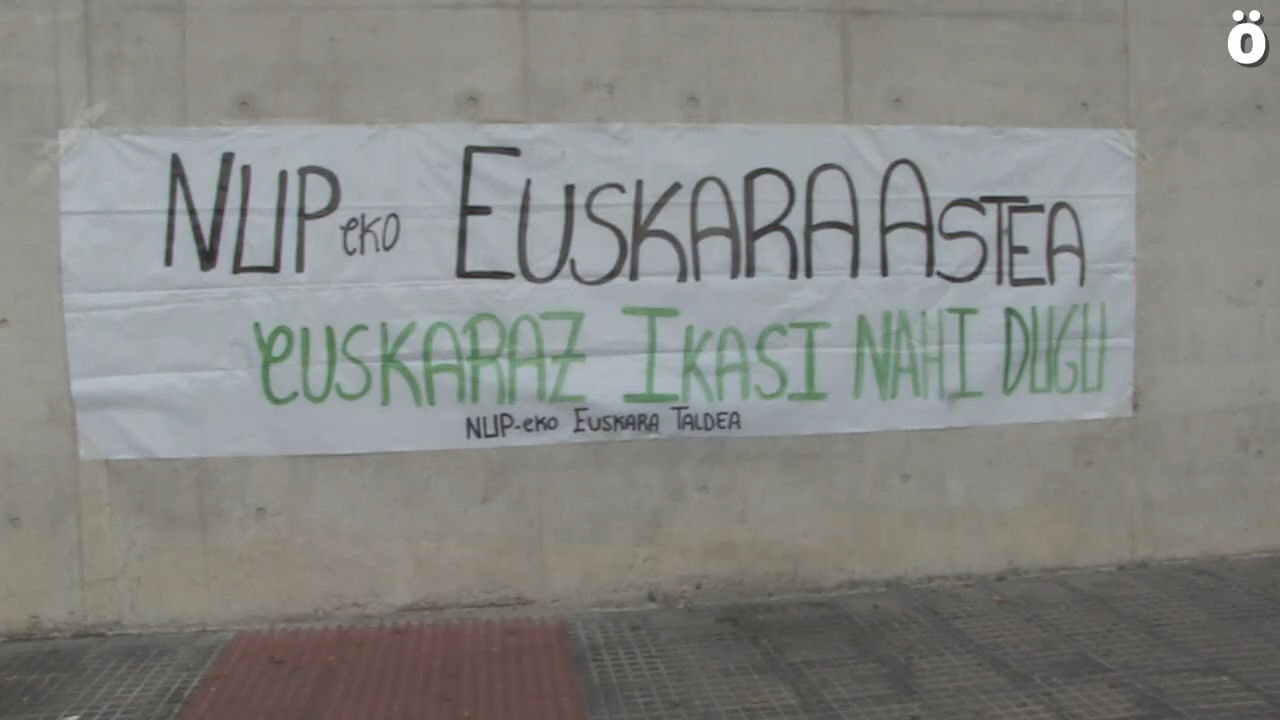 ö
NUPeko EUSKARA ASTEA
EUSKARAZ IKASI NAHI DUGU
NUP-eko EUSKARA TALDEA